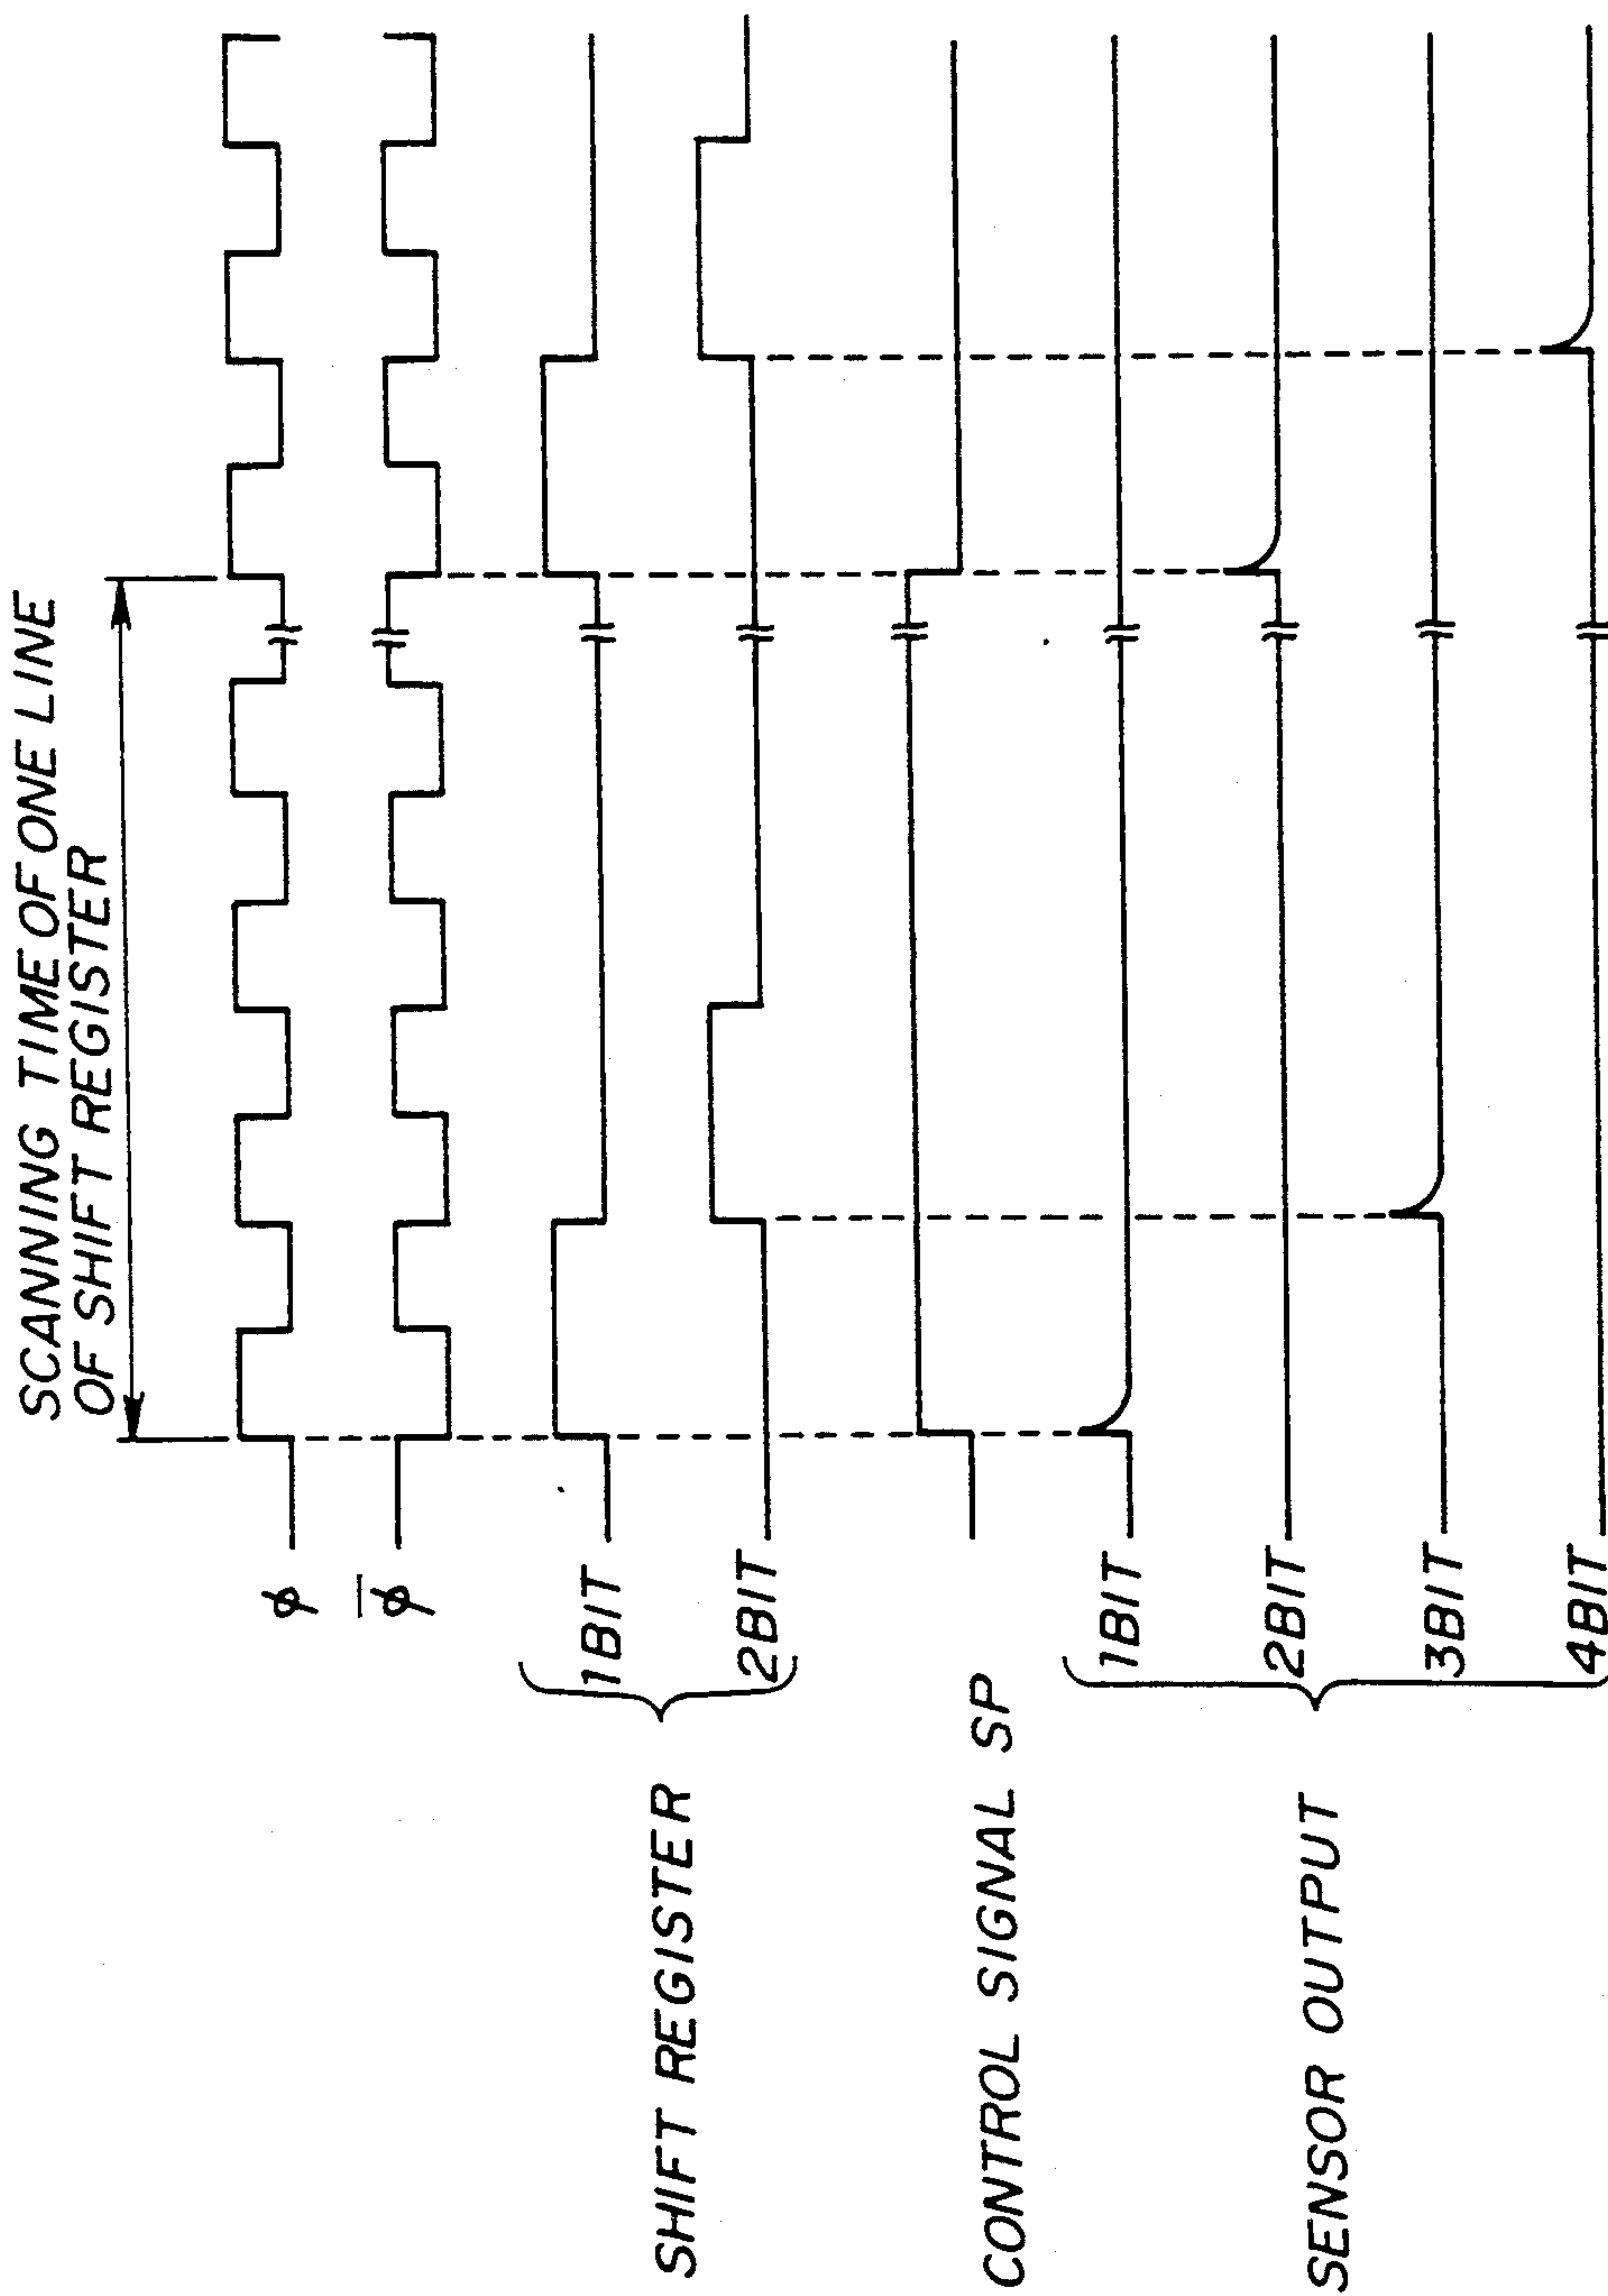 SCANNING TIME OF ONE LINE
OF SHIFT REGISTER
φ
φ̅
SHIFT REGISTER
1BIT
2BIT
CONTROL SIGNAL SP
SENSOR OUTPUT
1BIT
2BIT
3BIT
4BIT